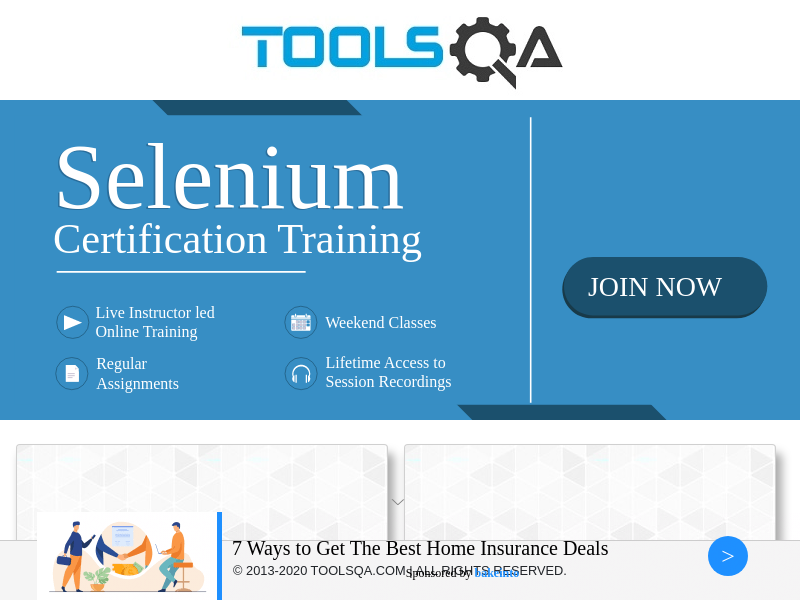 TOOLSQA
Selenium
Certification Training
JOIN NOW
Live Instructor led
Online Training
Weekend Classes
Regular
Assignments
Lifetime Access to
Session Recordings
7 Ways to Get The Best Home Insurance Deals
© 2013-2020 TOOLSQA.COM | ALL RIGHTS RESERVED.
Sponsored by
>